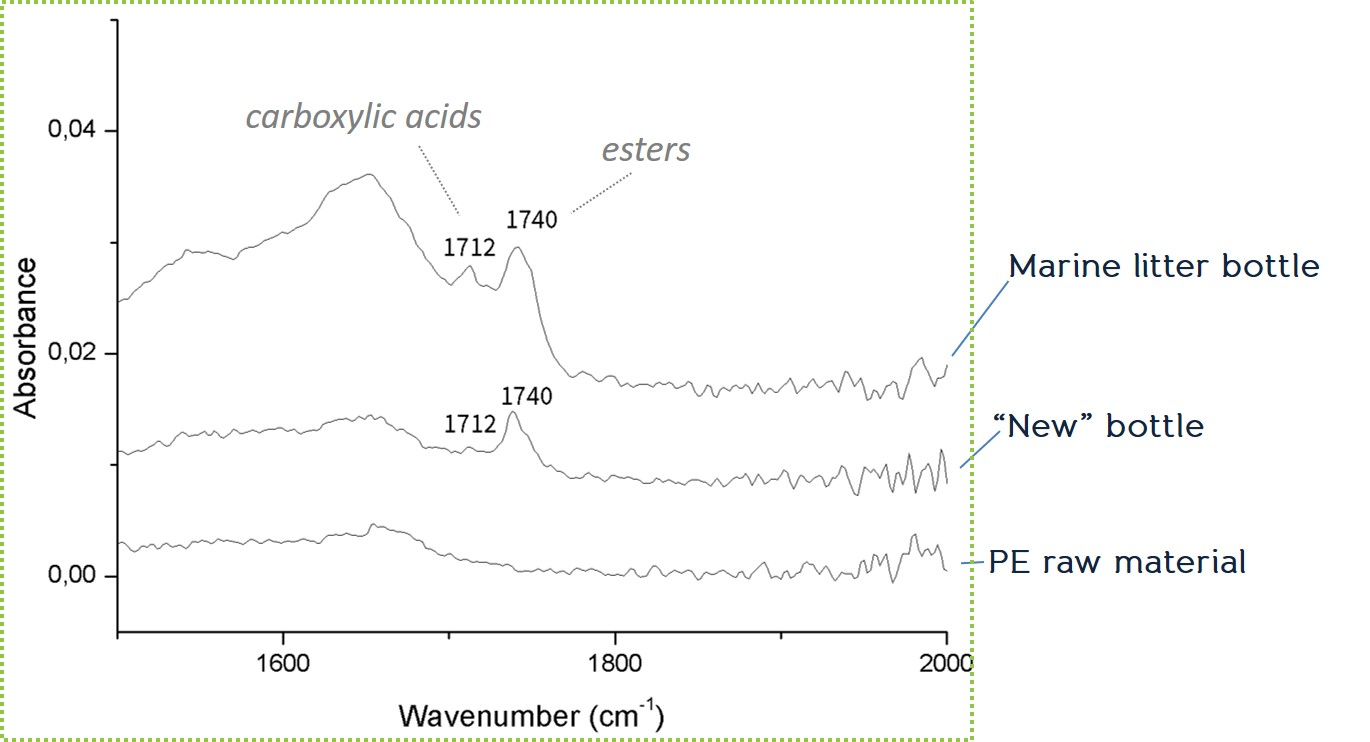 carboxylic acids
esters
1740
1712
1740
1712
0,04
0,02
0,00
Absorbance
1600
1800
2000
Wavenumber (cm⁻¹)
Marine litter bottle
“New” bottle
PE raw material